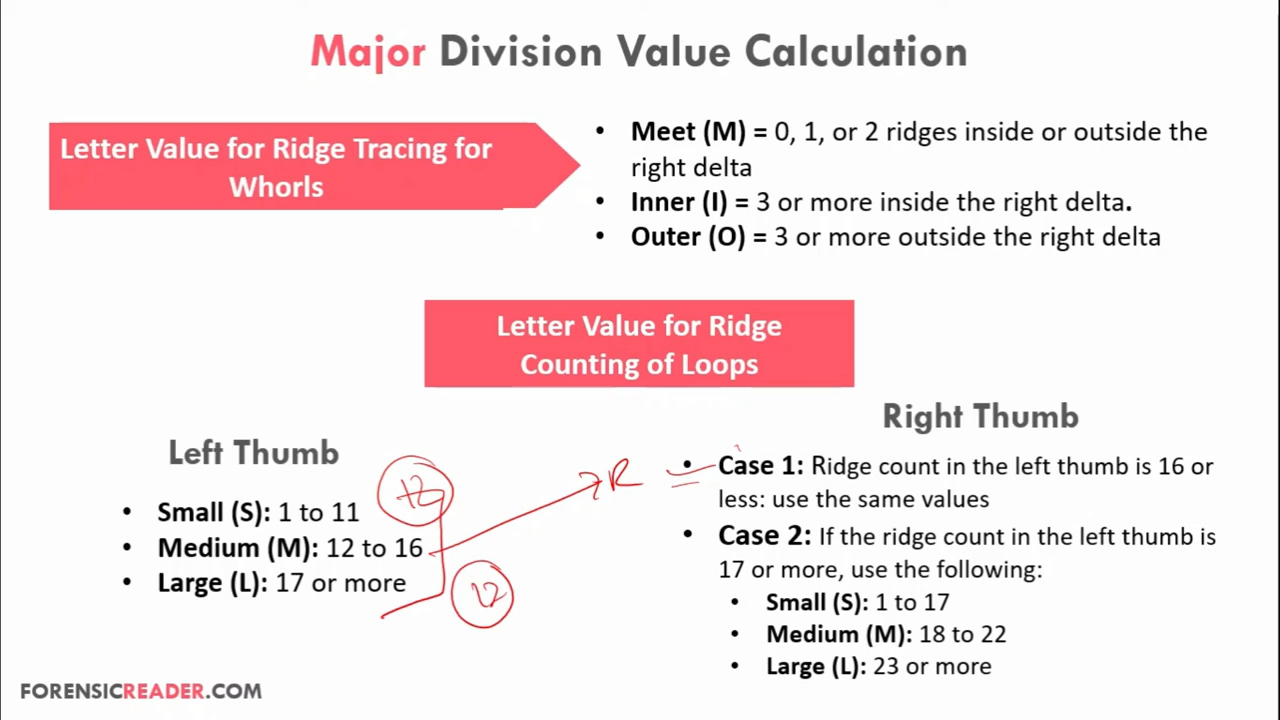 Major Division Value Calculation
Letter Value for Ridge Tracing for
Whorls
• Meet (M) = 0, 1, or 2 ridges inside or outside the
right delta
• Inner (I) = 3 or more inside the right delta.
• Outer (O) = 3 or more outside the right delta
Letter Value for Ridge
Counting of Loops
Left Thumb
• Small (S): 1 to 11
• Medium (M): 12 to 16
• Large (L): 17 or more
12
R
Right Thumb
• Case 1: Ridge count in the left thumb is 16 or
less: use the same values
• Case 2: If the ridge count in the left thumb is
17 or more, use the following:
• Small (S): 1 to 17
• Medium (M): 18 to 22
• Large (L): 23 or more
FORENSICREADER.COM